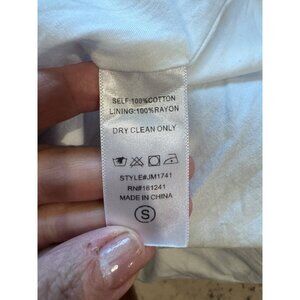 SELF:100%COTTON
LINING:100%RAYON
DRY CLEAN ONLY
STYLE#JM1741
RN#161241
MADE IN CHINA
S